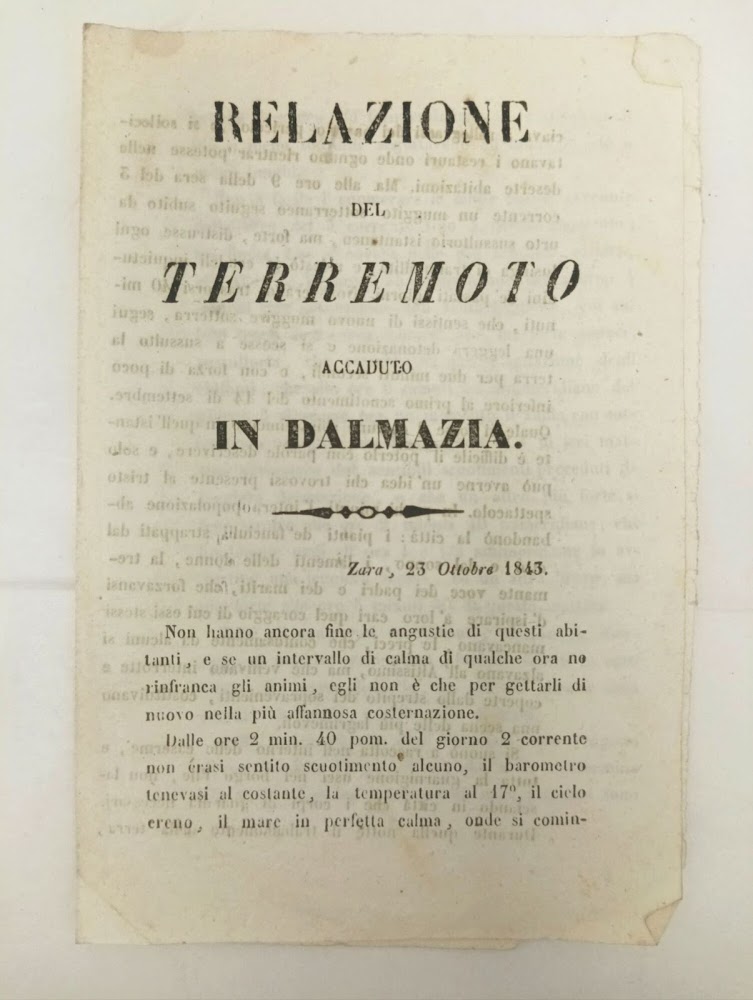 RELAZIONE
DEL
TERREMOTO
ACCADUTO
IN DALMAZIA.
Zara, 23 Ottobre 1843.
Non hanno ancora fine le angustie di questi abi-
tanti, e se un intervallo di calma di qualche ora ne
rinfranca gli animi, egli non è che per gettarli di
nuovo nella più affannosa costernazione.
Dalle ore 2 min. 40 pom. del giorno 2 corrente
non erasi sentito scuotimento alcuno, il barometro
tenevasi al costante, la temperatura al 17º, il cielo
ereno, il mare in perfetta calma, onde si comin-